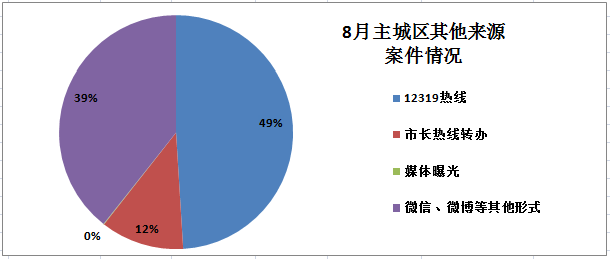 8月主城区其他来源
案件情况
39%
49%
12%
0%
12319热线
市长热线转办
媒体曝光
微信、微博等其他形式